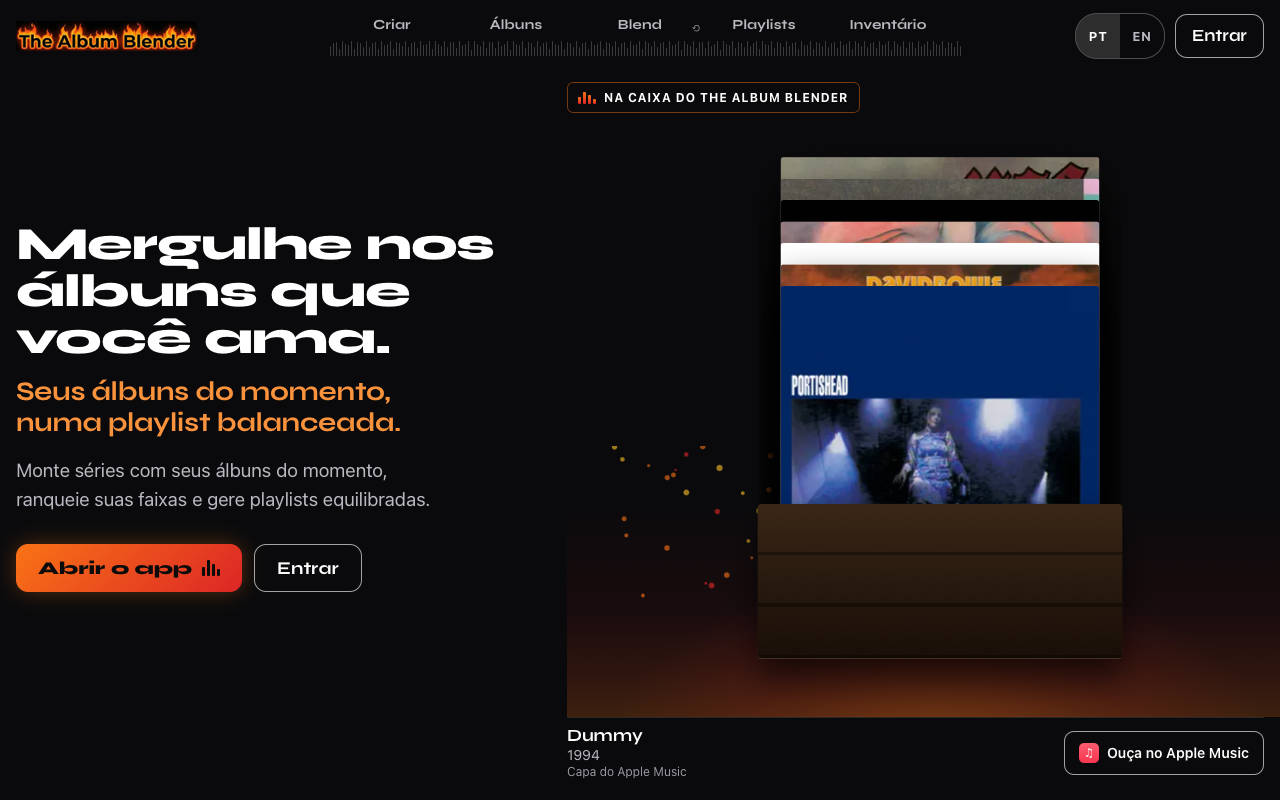 The Album Blender
Criar
Álbuns
Blend
Playlists
Inventário
PT
EN
Entrar
NA CAIXA DO THE ALBUM BLENDER
Mergulhe nos
álbuns que
você ama.
Seus álbuns do momento,
numa playlist balanceada.
Monte séries com seus álbuns do momento,
ranqueie suas faixas e gere playlists equilibradas.
Abrir o app
Entrar
DAVID BOWIE
PORTISHEAD
Dummy
1994
Capa do Apple Music
Ouça no Apple Music